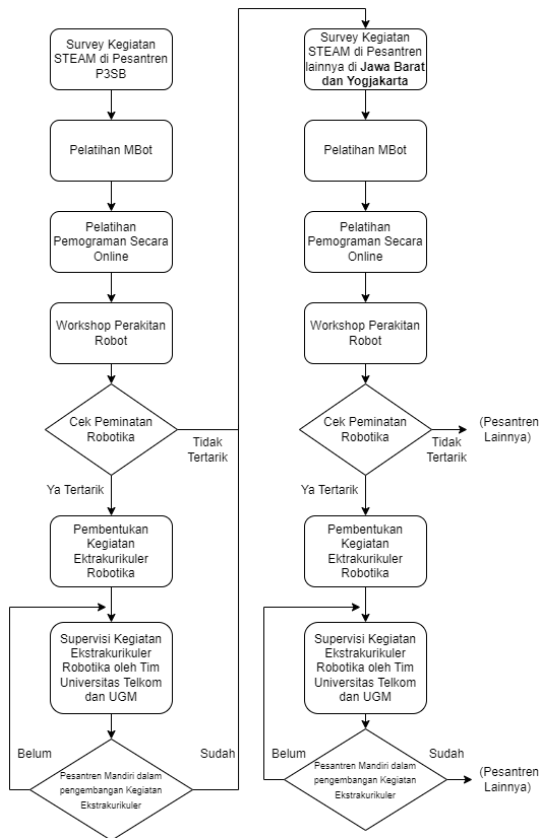 Survey Kegiatan
STEAM di Pesantren
P3SB
Pelatihan MBot
Pelatihan
Pemograman Secara
Online
Workshop Perakitan
Robot
Cek Peminatan
Robotika
Tidak
Tertarik
Ya Tertarik
Pembentukan
Kegiatan
Ektrakurikuler
Robotika
Supervisi Kegiatan
Ekstrakurikuler
Robotika oleh Tim
Universitas Telkom
dan UGM
Belum
Sudah
Pesantren Mandiri dalam
pengembangan Kegiatan
Ekstrakurikuler
Survey Kegiatan
STEAM di Pesantren
lainnya di Jawa Barat
dan Yogjakarta
Pelatihan MBot
Pelatihan
Pemograman Secara
Online
Workshop Perakitan
Robot
Cek Peminatan
Robotika
Tidak
Tertarik
(Pesantren
Lainnya)
Ya Tertarik
Pembentukan
Kegiatan
Ektrakurikuler
Robotika
Supervisi Kegiatan
Ekstrakurikuler
Robotika oleh Tim
Universitas Telkom
dan UGM
Belum
Sudah
Pesantren Mandiri dalam
pengembangan Kegiatan
Ekstrakurikuler
(Pesantren
Lainnya)